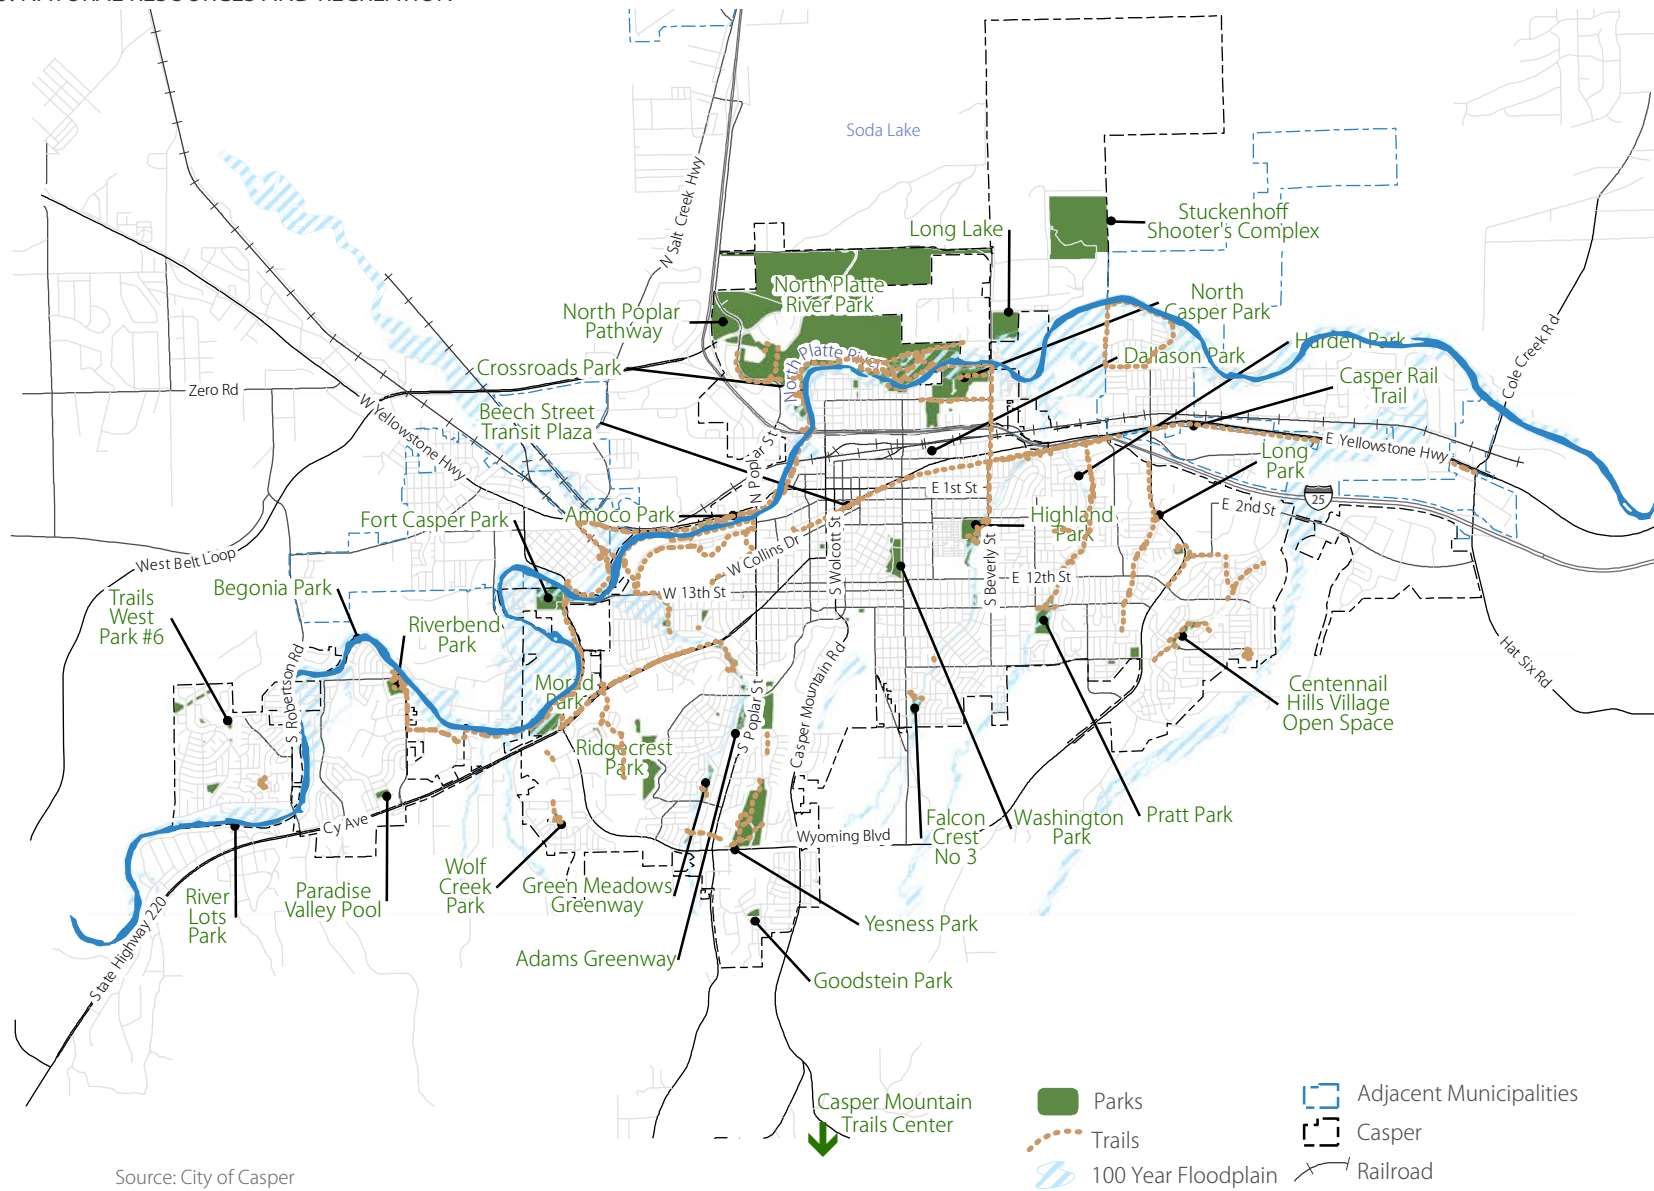 Soda Lake
N Salt Creek Hwy
Stuckenhoff
Shooter's Complex
Long Lake
North Platte
River Park
North
Casper Park
North Poplar
Pathway
Cole Creek Rd
Harden Park
North Platte River
Dallason Park
Crossroads Park
Casper Rail
Trail
Zero Rd
W Yellowstone Hwy
Beech Street
Transit Plaza
N Poplar St
E Yellowstone Hwy
Long
Park
E 1st St
25
E 2nd St
Fort Casper Park
Amoco Park
Highland
Park
West Belt Loop
W Collins Dr
S Wolcott St
S Beverly St
E 12th St
W 13th St
Begonia Park
Trails
West
Park #6
Riverbend
Park
Hat Six Rd
S Robertson Rd
Morad
Park
S Poplar St
Casper Mountain Rd
Centennail
Hills Village
Open Space
Ridgecrest
Park
Cy Ave
Wyoming Blvd
Falcon
Crest
No 3
Washington
Park
Pratt Park
River
Lots
Park
Paradise
Valley Pool
Wolf
Creek
Park
Green Meadows
Greenway
Yesness Park
State Highway 220
Adams Greenway
Goodstein Park
Casper Mountain
Trails Center
Parks
Trails
100 Year Floodplain
Adjacent Municipalities
Casper
Railroad
Source: City of Casper